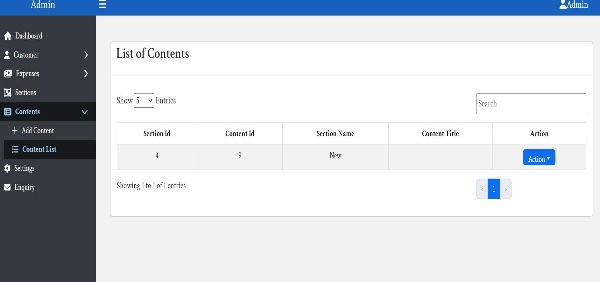 Admin
Admin
Dashboard
Customer
Expenses
Sections
Contents
Add Content
Content List
Settings
Enquiry
List of Contents
Show 5 Entries
Search
Section Id Content Id Section Name Content Title Action
4 9 New Action
Showing 1 to 1 of 1 entries
‹ 1 ›